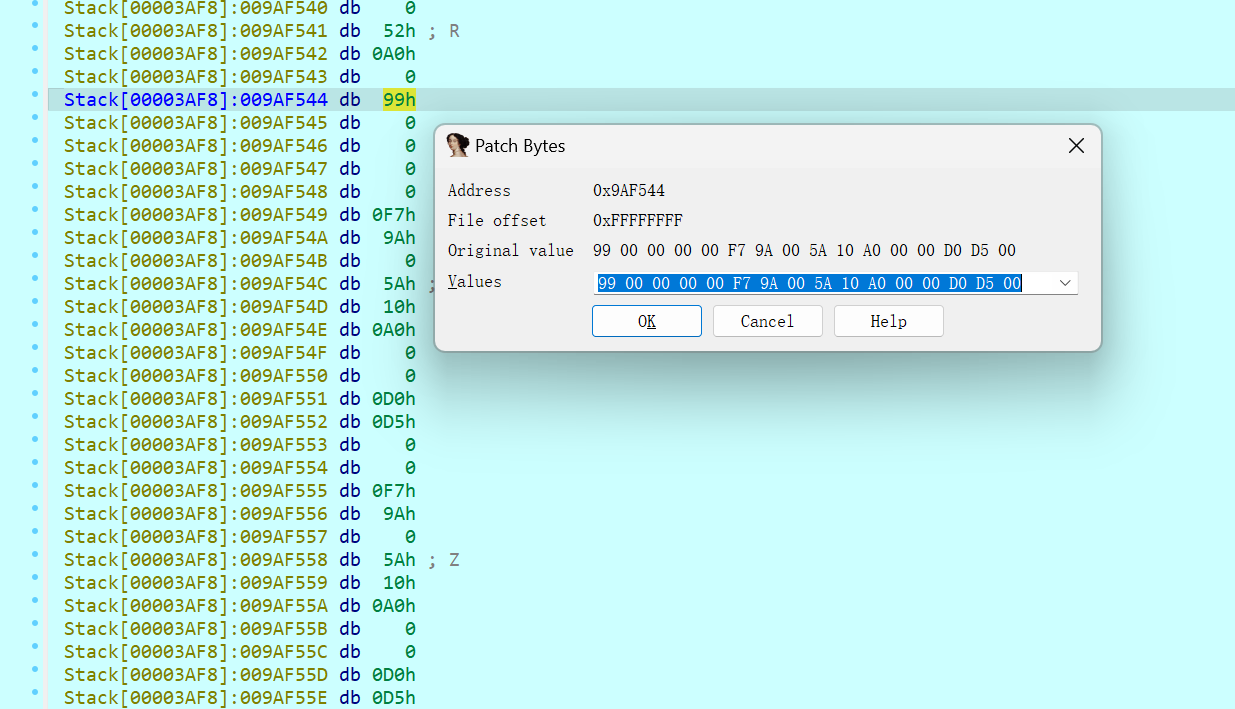 Stack[00003AF8]:009AF540 db 0
Stack[00003AF8]:009AF541 db 52h ; R
Stack[00003AF8]:009AF542 db 0A0h
Stack[00003AF8]:009AF543 db 0
Stack[00003AF8]:009AF544 db 99h
Stack[00003AF8]:009AF545 db 0
Stack[00003AF8]:009AF546 db 0
Stack[00003AF8]:009AF547 db 0
Stack[00003AF8]:009AF548 db 0
Stack[00003AF8]:009AF549 db 0F7h
Stack[00003AF8]:009AF54A db 9Ah
Stack[00003AF8]:009AF54B db 0
Stack[00003AF8]:009AF54C db 5Ah ;
Stack[00003AF8]:009AF54D db 10h
Stack[00003AF8]:009AF54E db 0A0h
Stack[00003AF8]:009AF54F db 0
Stack[00003AF8]:009AF550 db 0
Stack[00003AF8]:009AF551 db 0D0h
Stack[00003AF8]:009AF552 db 0D5h
Stack[00003AF8]:009AF553 db 0
Stack[00003AF8]:009AF554 db 0
Stack[00003AF8]:009AF555 db 0F7h
Stack[00003AF8]:009AF556 db 9Ah
Stack[00003AF8]:009AF557 db 0
Stack[00003AF8]:009AF558 db 5Ah ; Z
Stack[00003AF8]:009AF559 db 10h
Stack[00003AF8]:009AF55A db 0A0h
Stack[00003AF8]:009AF55B db 0
Stack[00003AF8]:009AF55C db 0
Stack[00003AF8]:009AF55D db 0D0h
Stack[00003AF8]:009AF55E db 0D5h
Patch Bytes
Address 0x9AF544
File offset 0xFFFFFFFF
Original value 99 00 00 00 00 F7 9A 00 5A 10 A0 00 00 D0 D5 00
Values 99 00 00 00 00 F7 9A 00 5A 10 A0 00 00 D0 D5 00
OK Cancel Help